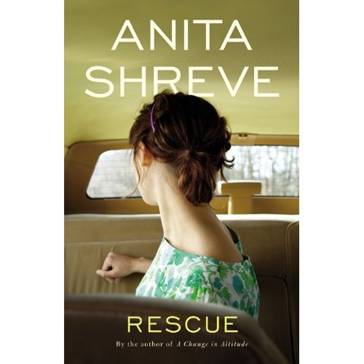 ANITA
SHREVE
RESCUE
By the author of A Change in Altitude